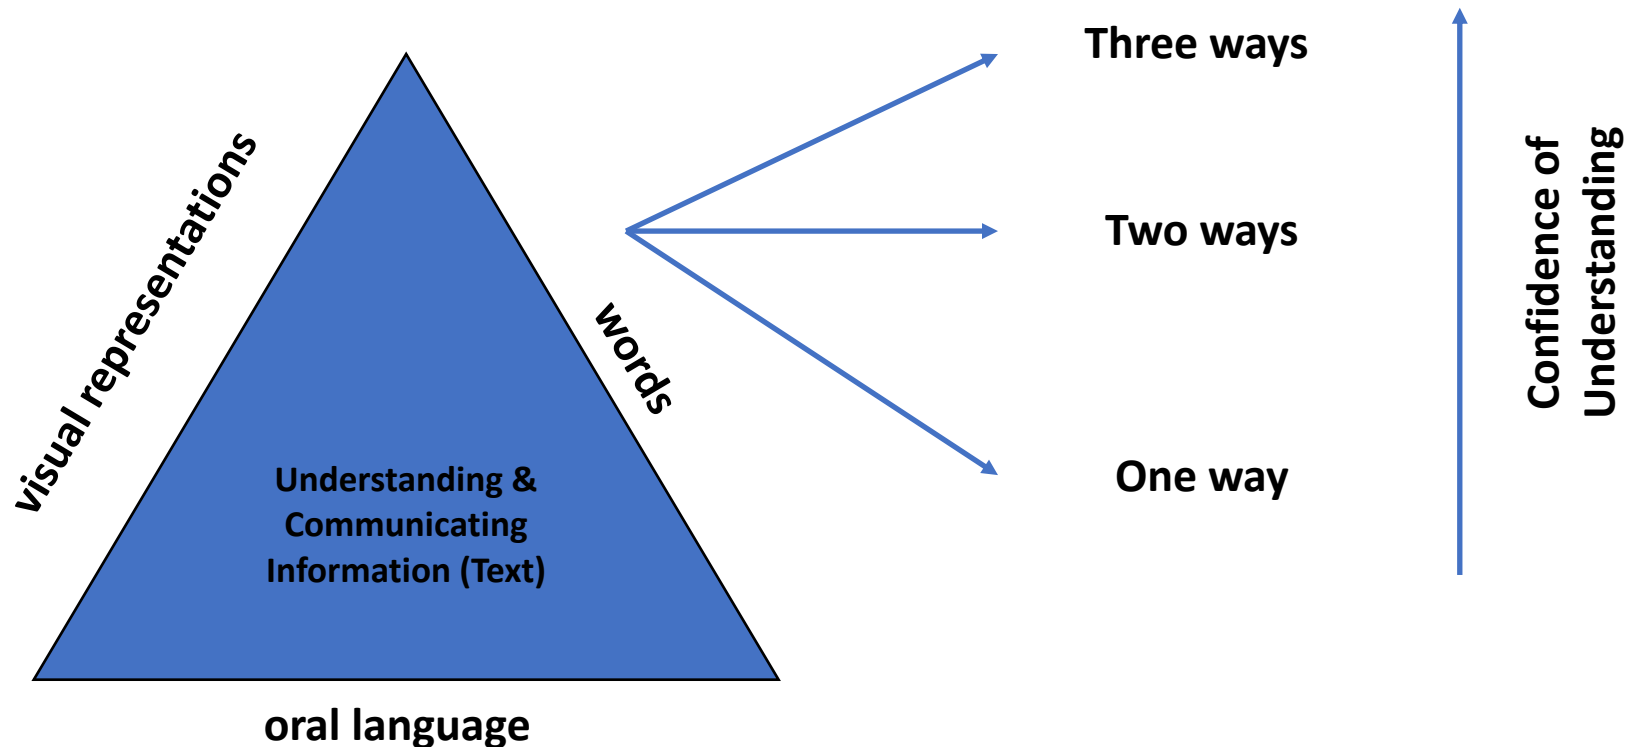 visual representations
words
Understanding &
Communicating
Information (Text)
oral language
Three ways
Two ways
One way
Confidence of
Understanding